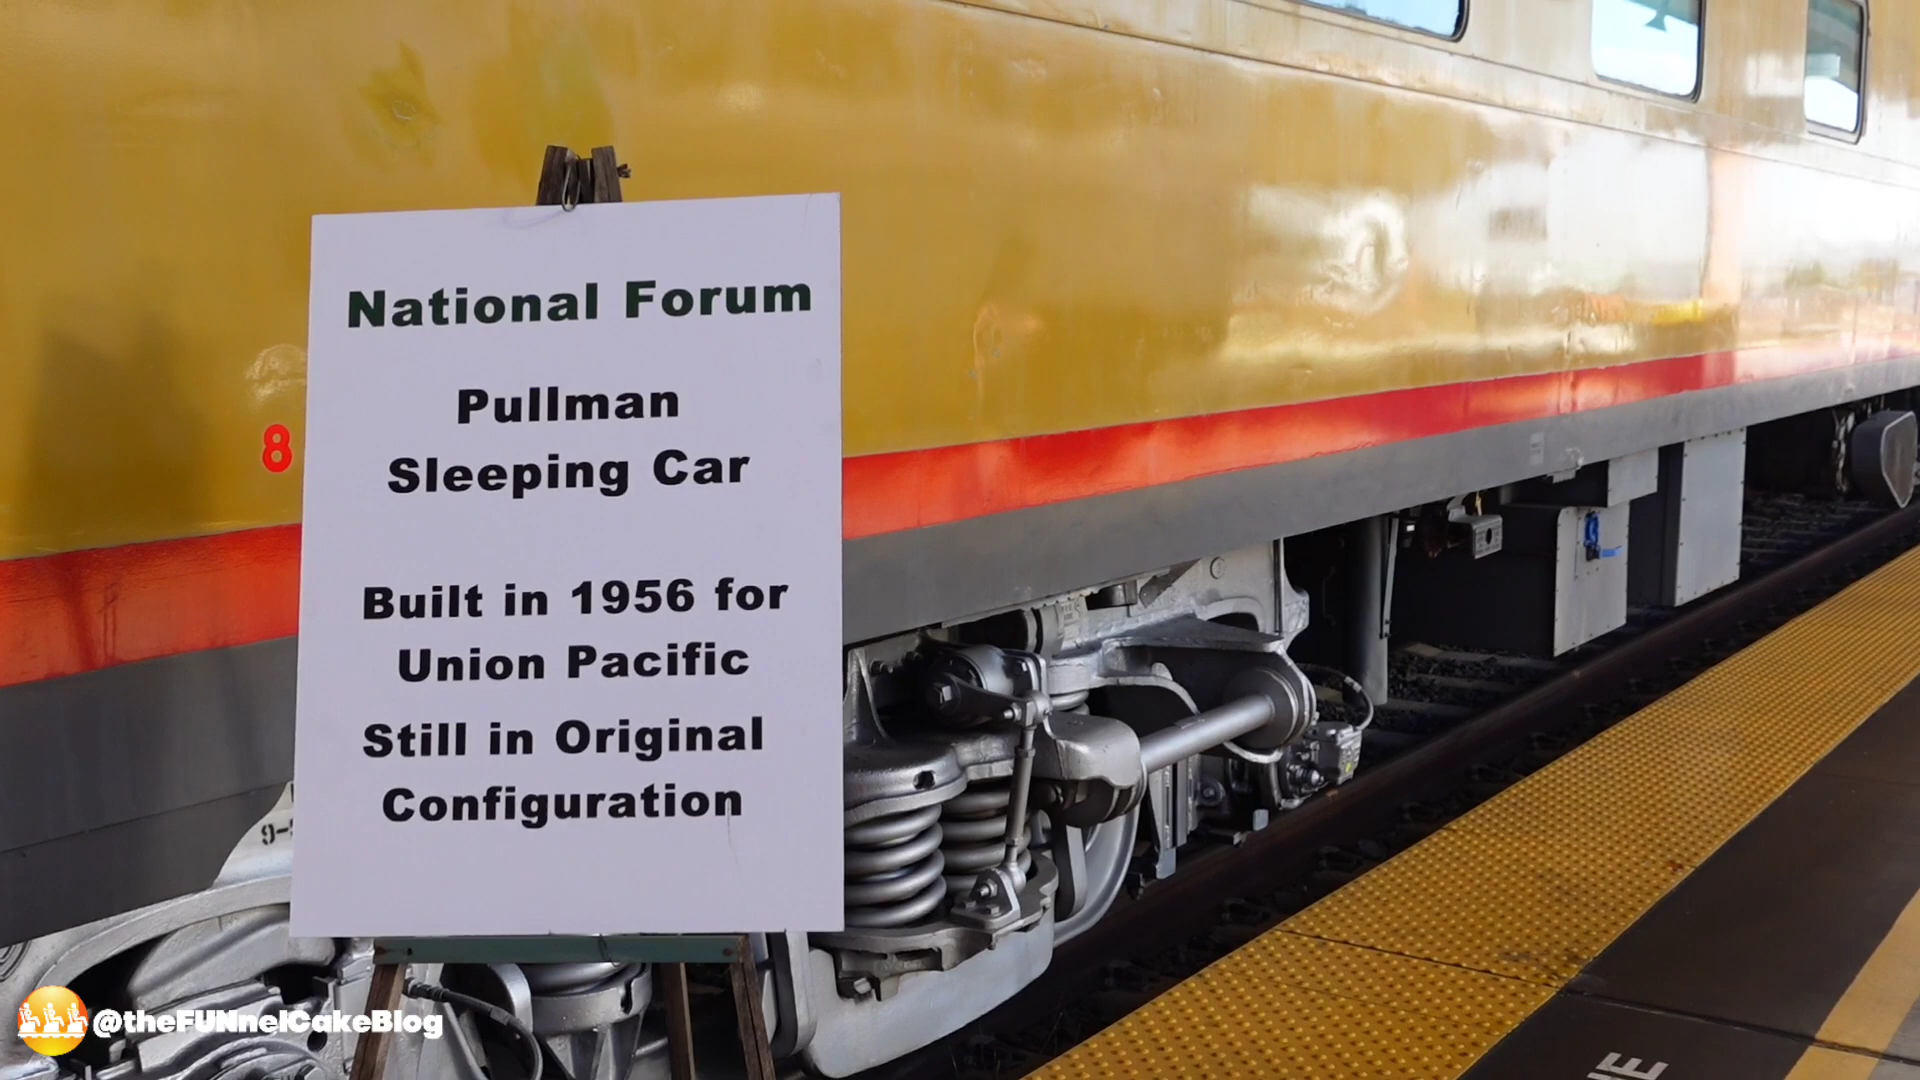 National Forum
Pullman
Sleeping Car
Built in 1956 for
Union Pacific
Still in Original
Configuration
8
@theFUNnelCakeBlog